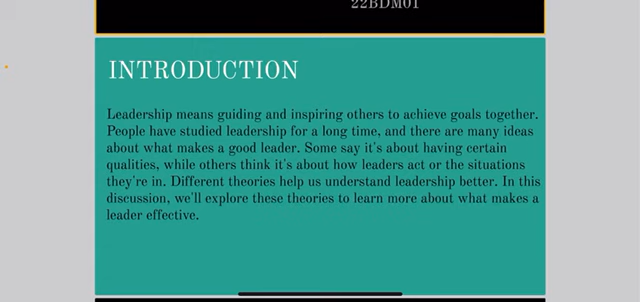 22BDM01
INTRODUCTION
Leadership means guiding and inspiring others to achieve goals together.
People have studied leadership for a long time, and there are many ideas
about what makes a good leader. Some say it's about having certain
qualities, while others think it's about how leaders act or the situations
they're in. Different theories help us understand leadership better. In this
discussion, we'll explore these theories to learn more about what makes a
leader effective.